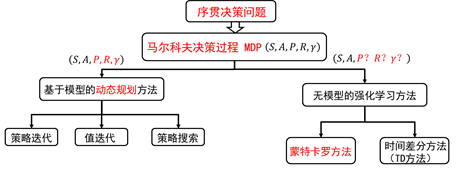 序贯决策问题
马尔科夫决策过程 MDP (S,A,P,R,γ)
(S,A,P,R,γ)
(S,A,P？R？γ？)
基于模型的动态规划方法
无模型的强化学习方法
策略迭代
值迭代
策略搜索
蒙特卡罗方法
时间差分方法
（TD方法）